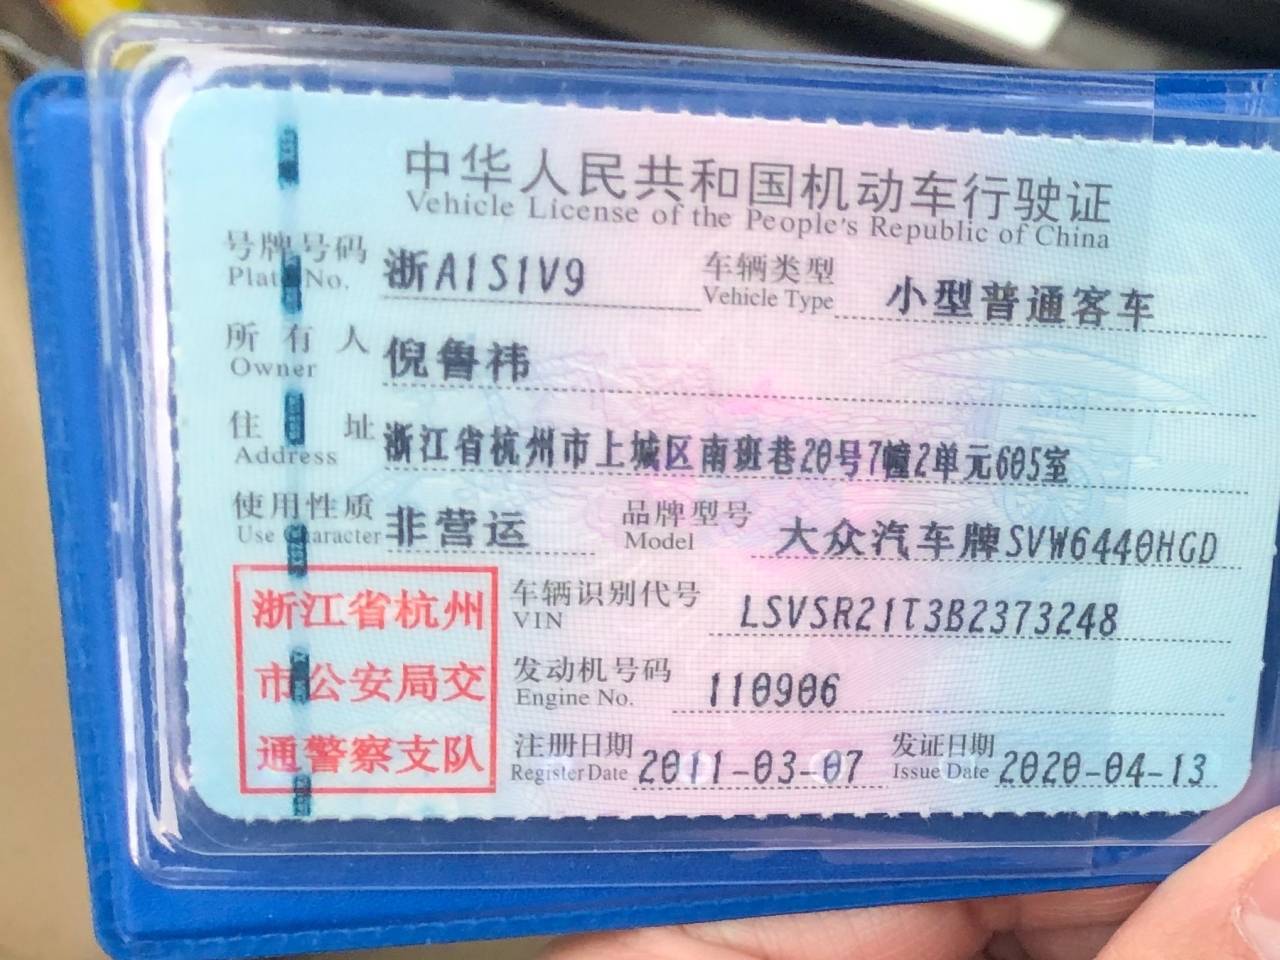 中华人民共和国机动车行驶证
Vehicle License of the People's Republic of China
号牌号码 浙A1S1V9 车辆类型 小型普通客车
Plate No. Vehicle Type
所有人 倪鲁祎
Owner
住址 浙江省杭州市上城区南班巷20号7幢2单元605室
Address
使用性质 非营运 品牌型号 大众汽车牌SVW6440HGD
Use Character Model
浙江省杭州
市公安局交
通警察支队
车辆识别代号 LSVSR21T3B2373248
VIN
发动机号码 110906
Engine No.
注册日期 2011-03-07 发证日期 2020-04-13
Register Date Issue Date